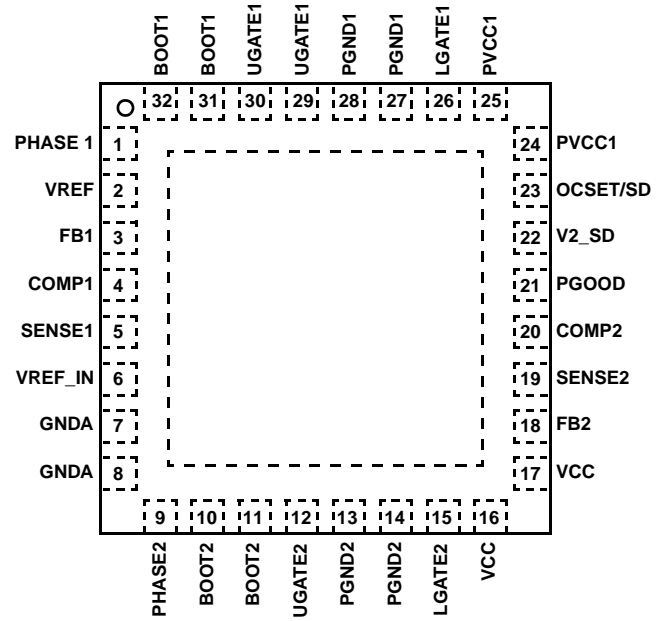 BOOT1 BOOT1 UGATE1 UGATE1 PGND1 PGND1 LGATE1 PVCC1
32 31 30 29 28 27 26 25
PHASE 1 1 24 PVCC1
VREF 2 23 OCSET/SD
FB1 3 22 V2_SD
COMP1 4 21 PGOOD
SENSE1 5 20 COMP2
VREF_IN 6 19 SENSE2
GNDA 7 18 FB2
GNDA 8 17 VCC
9 10 11 12 13 14 15 16
PHASE2 BOOT2 BOOT2 UGATE2 PGND2 PGND2 LGATE2 VCC